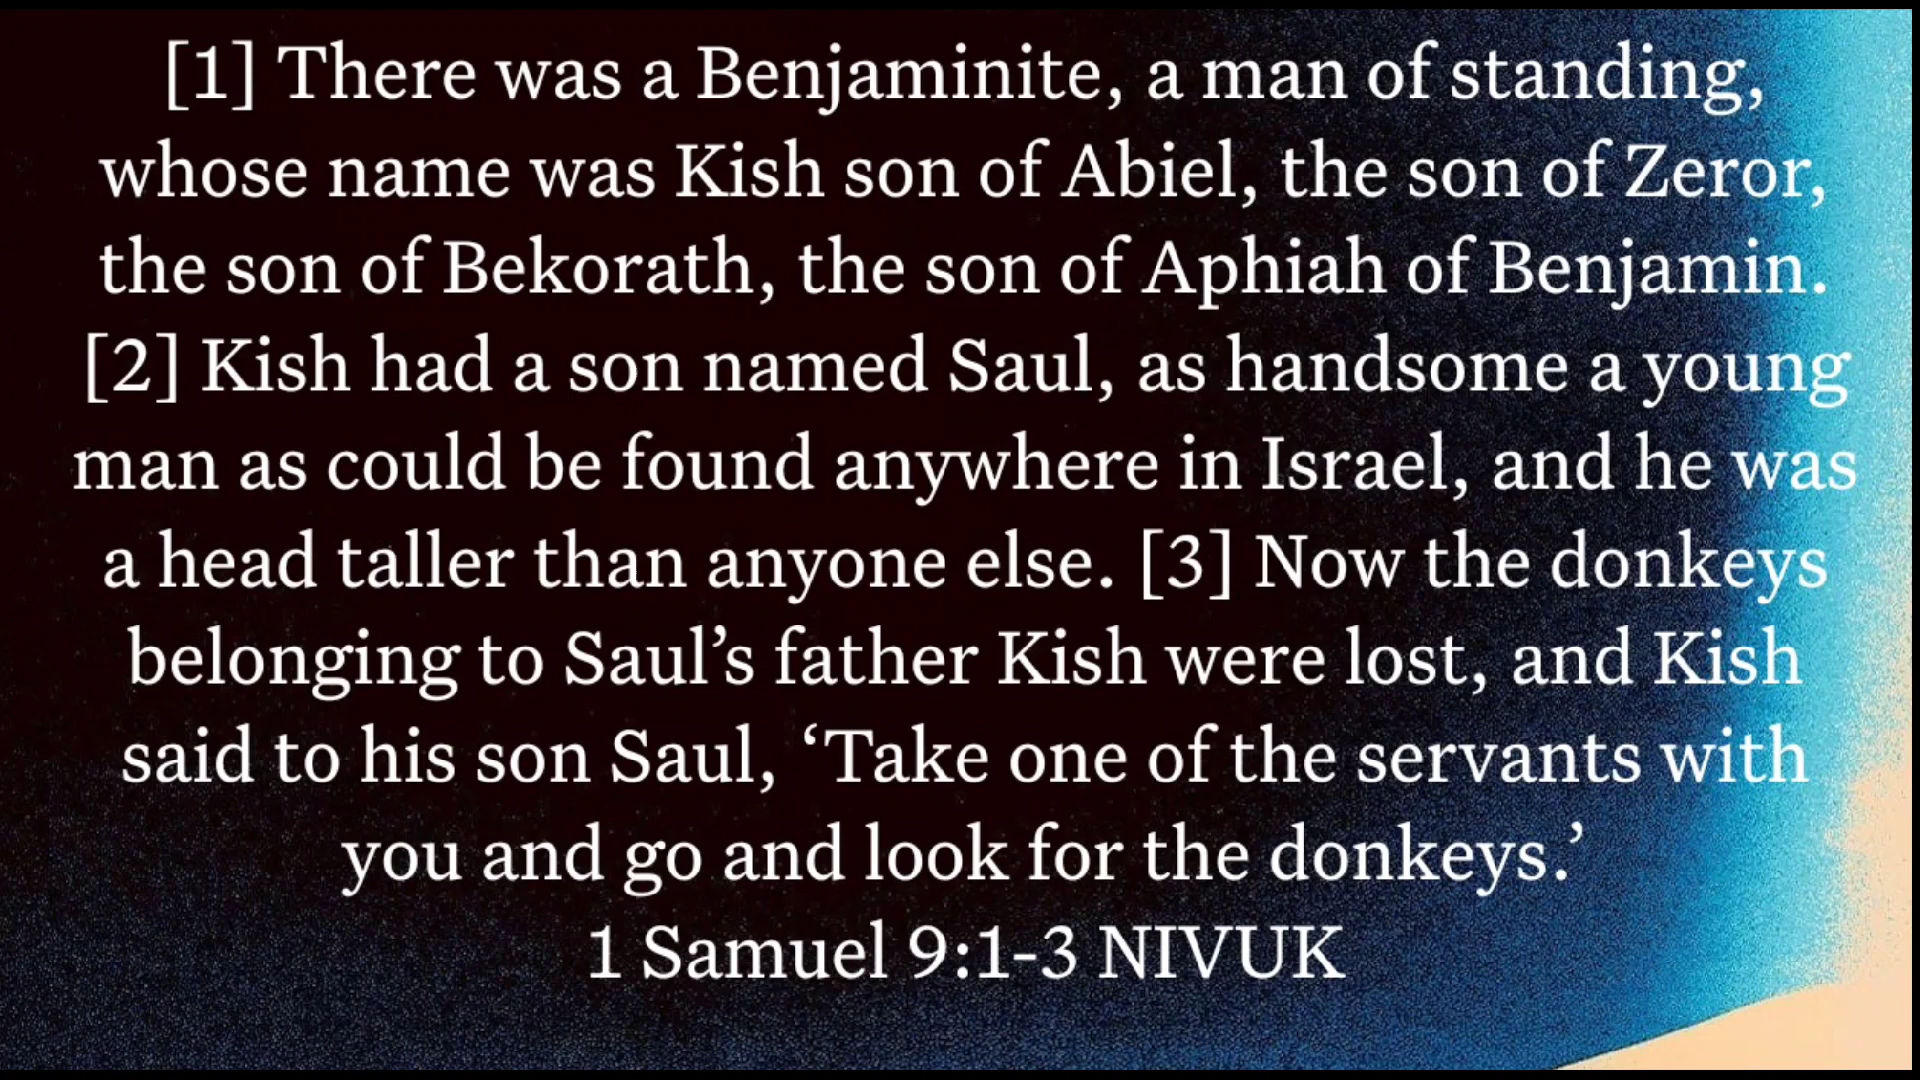 [1] There was a Benjaminite, a man of standing,
whose name was Kish son of Abiel, the son of Zeror,
the son of Bekorath, the son of Aphiah of Benjamin.
[2] Kish had a son named Saul, as handsome a young
man as could be found anywhere in Israel, and he was
a head taller than anyone else. [3] Now the donkeys
belonging to Saul’s father Kish were lost, and Kish
said to his son Saul, ‘Take one of the servants with
you and go and look for the donkeys.’
1 Samuel 9:1-3 NIVUK